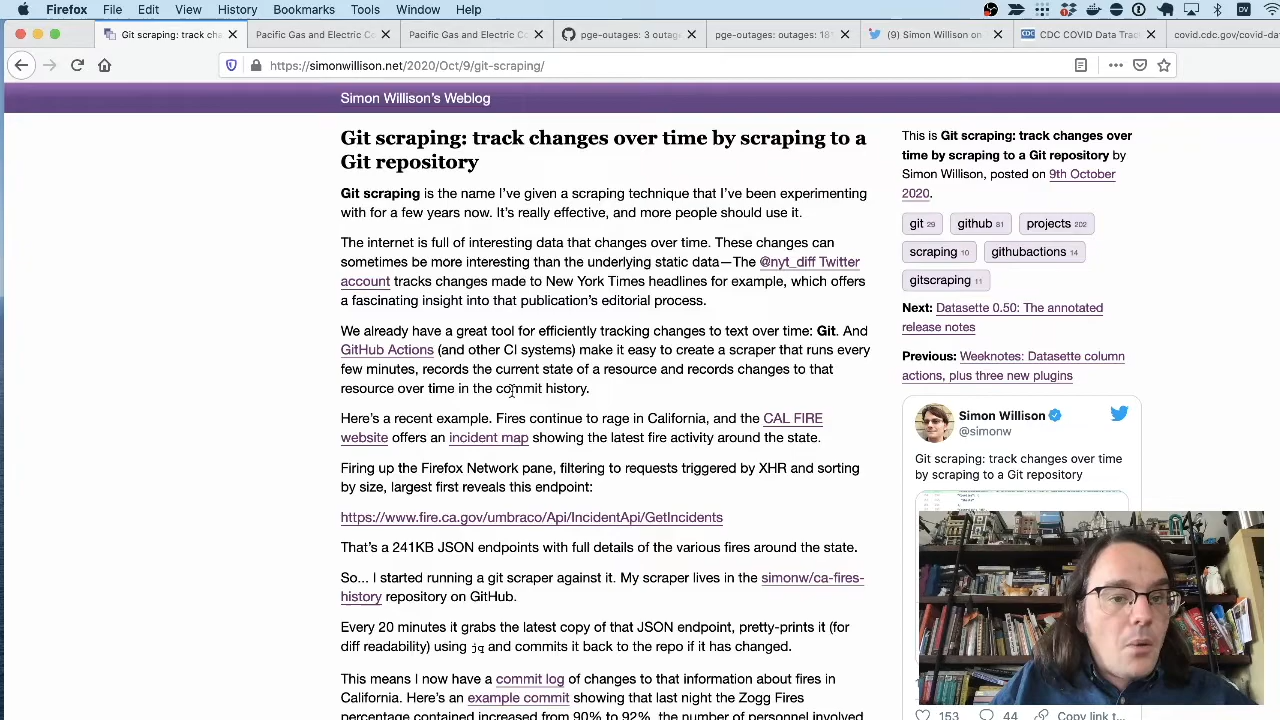 Firefox File Edit View History Bookmarks Tools Window Help
Git scraping: track cha
Pacific Gas and Electric Co
Pacific Gas and Electric C
pge-outages: 3 outag
pge-outages: outages: 18
(9) Simon Willison on
CDC COVID Data Trac
covid.cdc.gov/covid-da
https://simonwillison.net/2020/Oct/9/git-scraping/
Simon Willison's Weblog
Git scraping: track changes over time by scraping to a
Git repository
Git scraping is the name I've given a scraping technique that I've been experimenting
with for a few years now. It's really effective, and more people should use it.
The internet is full of interesting data that changes over time. These changes can
sometimes be more interesting than the underlying static data—The @nyt_diff Twitter
account tracks changes made to New York Times headlines for example, which offers
a fascinating insight into that publication's editorial process.
We already have a great tool for efficiently tracking changes to text over time: Git. And
GitHub Actions (and other CI systems) make it easy to create a scraper that runs every
few minutes, records the current state of a resource and records changes to that
resource over time in the commit history.
Here's a recent example. Fires continue to rage in California, and the CAL FIRE
website offers an incident map showing the latest fire activity around the state.
Firing up the Firefox Network pane, filtering to requests triggered by XHR and sorting
by size, largest first reveals this endpoint:
https://www.fire.ca.gov/umbraco/Api/IncidentApi/GetIncidents
That's a 241KB JSON endpoints with full details of the various fires around the state.
So... I started running a git scraper against it. My scraper lives in the simonw/ca-fires-
history repository on GitHub.
Every 20 minutes it grabs the latest copy of that JSON endpoint, pretty-prints it (for
diff readability) using jq and commits it back to the repo if it has changed.
This means I now have a commit log of changes to that information about fires in
California. Here's an example commit showing that last night the Zogg Fires
percentage contained increased from 90% to 92%, the number of personnel involved
This is Git scraping: track changes over
time by scraping to a Git repository by
Simon Willison, posted on 9th October
2020.
git 29 github 81 projects 202
scraping 10 githubactions 14
gitscraping 11
Next: Datasette 0.50: The annotated
release notes
Previous: Weeknotes: Datasette column
actions, plus three new plugins
Simon Willison
@simonw
Git scraping: track changes over time
by scraping to a Git repository
153 44 Copy link t...